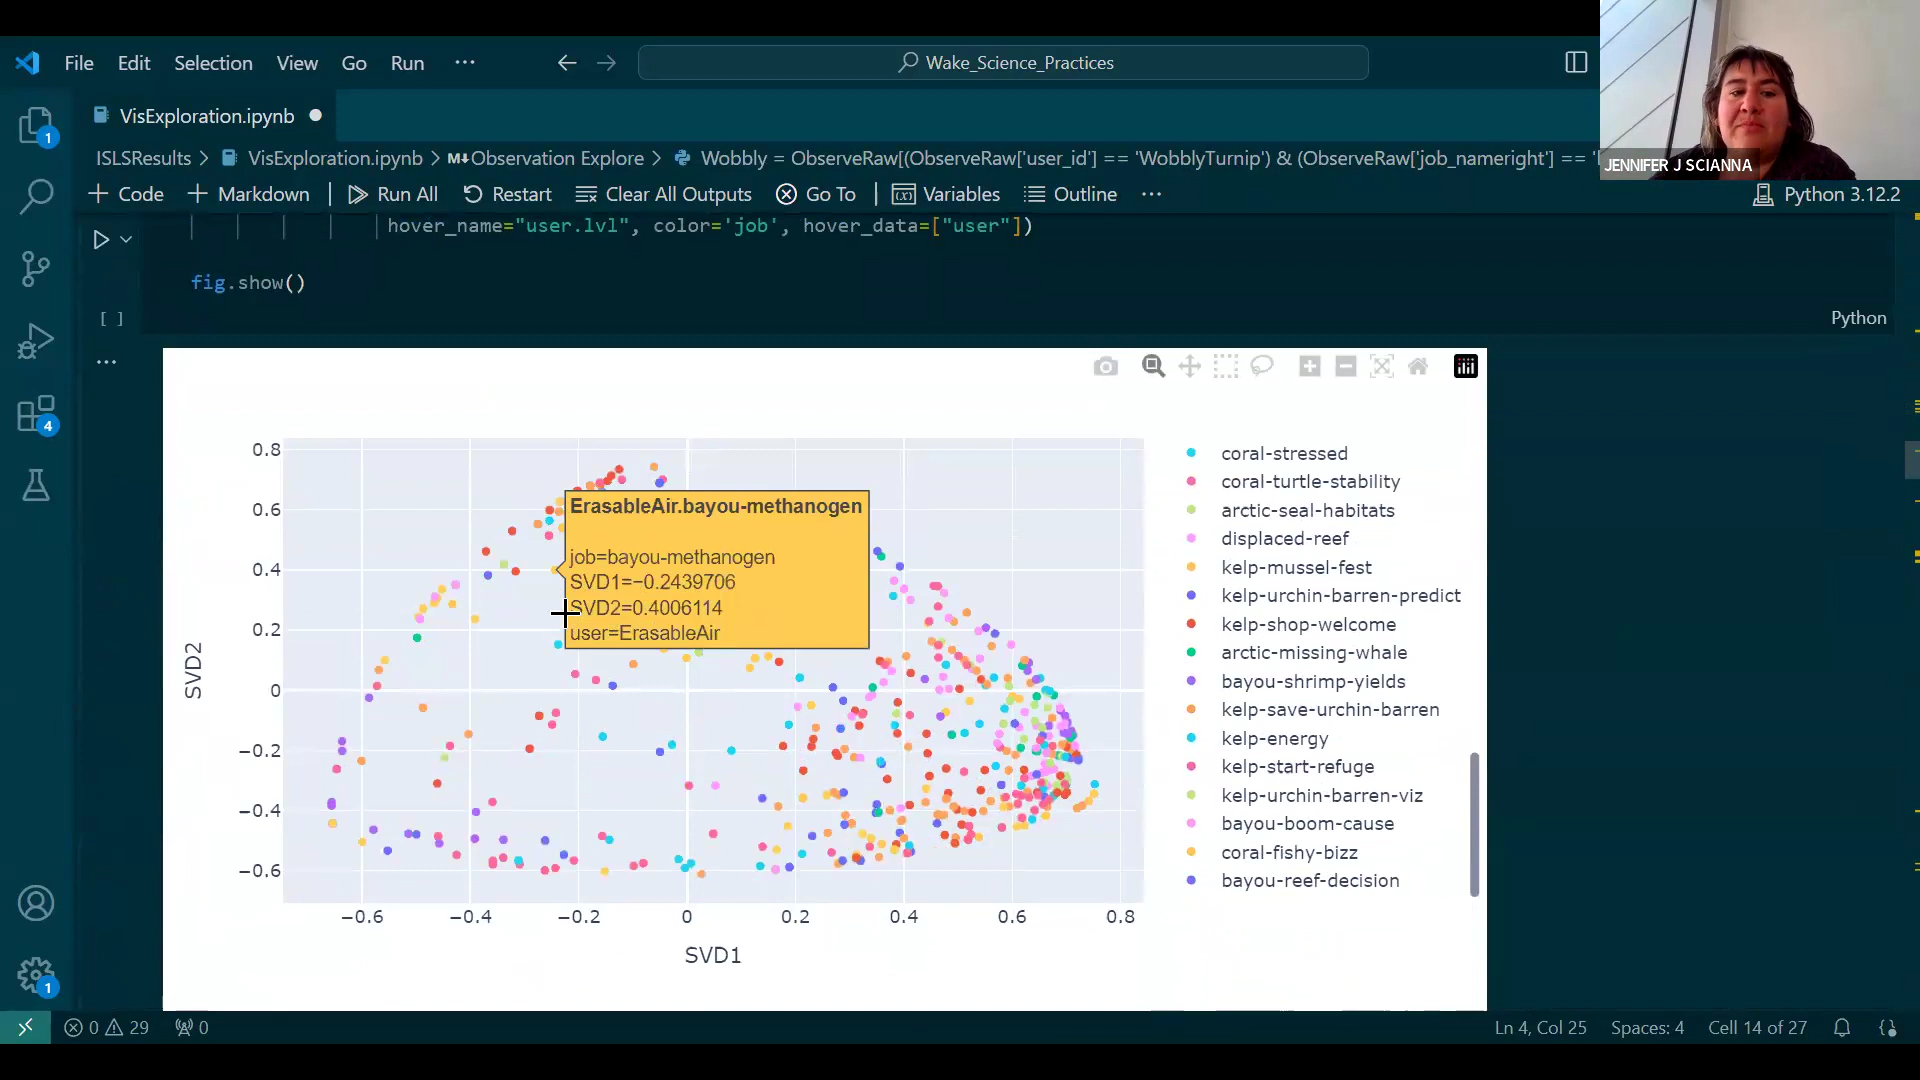 File Edit Selection View Go Run ···
Wake_Science_Practices
JENNIFER J SCIANNA
VisExploration.ipynb
ISLSResults > VisExploration.ipynb > M↓Observation Explore > Wobbly = ObserveRaw[(ObserveRaw['user_id'] == 'WobblyTurnip') & (ObserveRaw['job_nameright'] == '
+ Code + Markdown Run All Restart Clear All Outputs Go To (x) Variables Outline ···
Python 3.12.2
hover_name="user.lvl", color='job', hover_data=["user"])
fig.show()
[ ]
Python
ErasableAir.bayou-methanogen
job=bayou-methanogen
SVD1=−0.2439706
SVD2=0.4006114
user=ErasableAir
0.8
0.6
0.4
0.2
0
−0.2
−0.4
−0.6
SVD2
−0.6 −0.4 −0.2 0 0.2 0.4 0.6 0.8
SVD1
coral-stressed
coral-turtle-stability
arctic-seal-habitats
displaced-reef
kelp-mussel-fest
kelp-urchin-barren-predict
kelp-shop-welcome
arctic-missing-whale
bayou-shrimp-yields
kelp-save-urchin-barren
kelp-energy
kelp-start-refuge
kelp-urchin-barren-viz
bayou-boom-cause
coral-fishy-bizz
bayou-reef-decision
1
4
1
0 29 0
Ln 4, Col 25 Spaces: 4 Cell 14 of 27